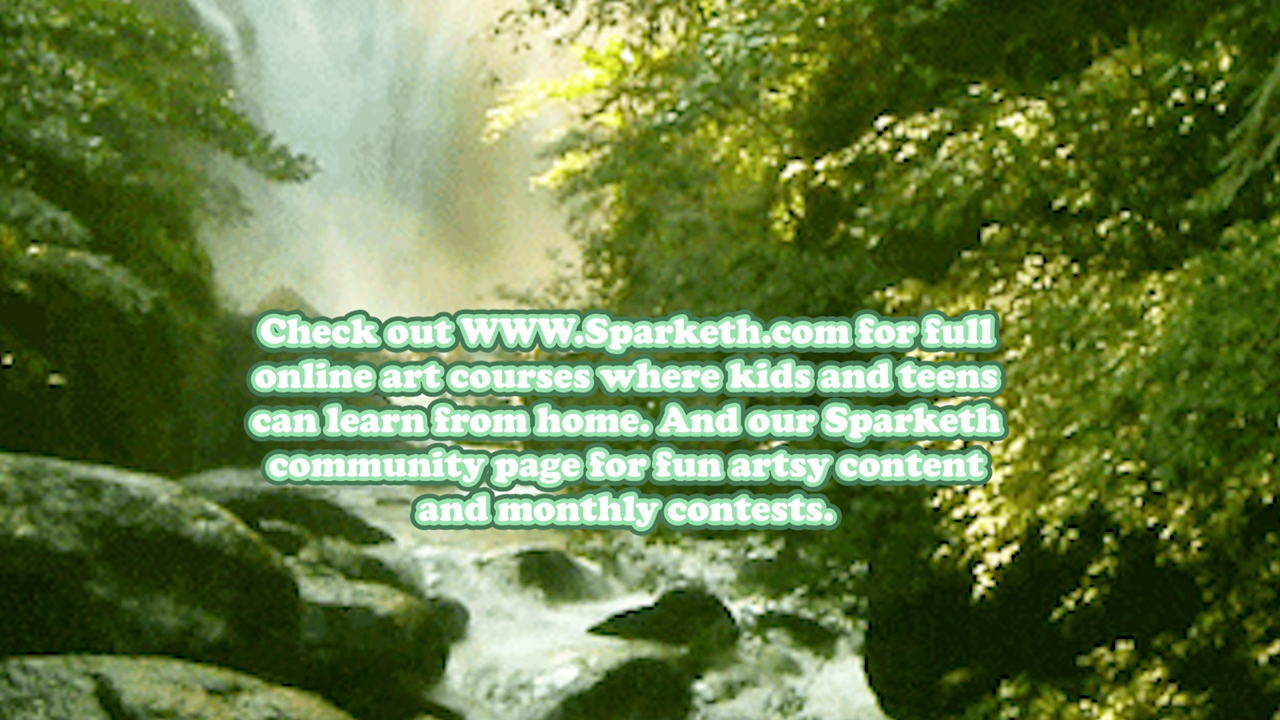 Check out WWW.Sparketh.com for full
online art courses where kids and teens
can learn from home. And our Sparketh
community page for fun artsy content
and monthly contests.